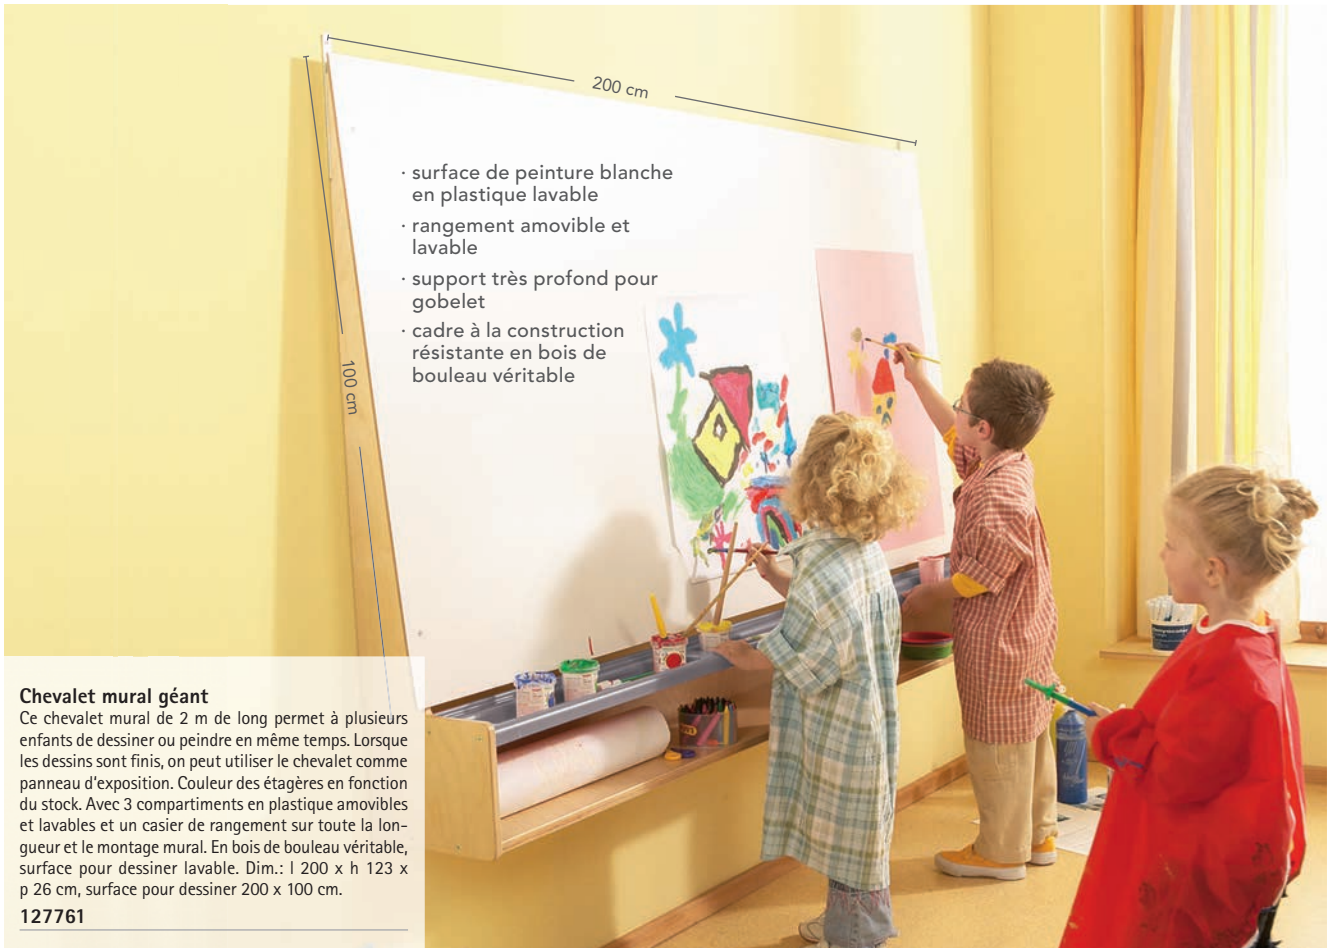 200 cm
· surface de peinture blanche
en plastique lavable
· rangement amovible et
lavable
· support très profond pour
gobelet
· cadre à la construction
résistante en bois de
bouleau véritable
100 cm
Chevalet mural géant
Ce chevalet mural de 2 m de long permet à plusieurs
enfants de dessiner ou peindre en même temps. Lorsque
les dessins sont finis, on peut utiliser le chevalet comme
panneau d'exposition. Couleur des étagères en fonction
du stock. Avec 3 compartiments en plastique amovibles
et lavables et un casier de rangement sur toute la lon-
gueur et le montage mural. En bois de bouleau véritable,
surface pour dessiner lavable. Dim.: l 200 x h 123 x
p 26 cm, surface pour dessiner 200 x 100 cm.
127761